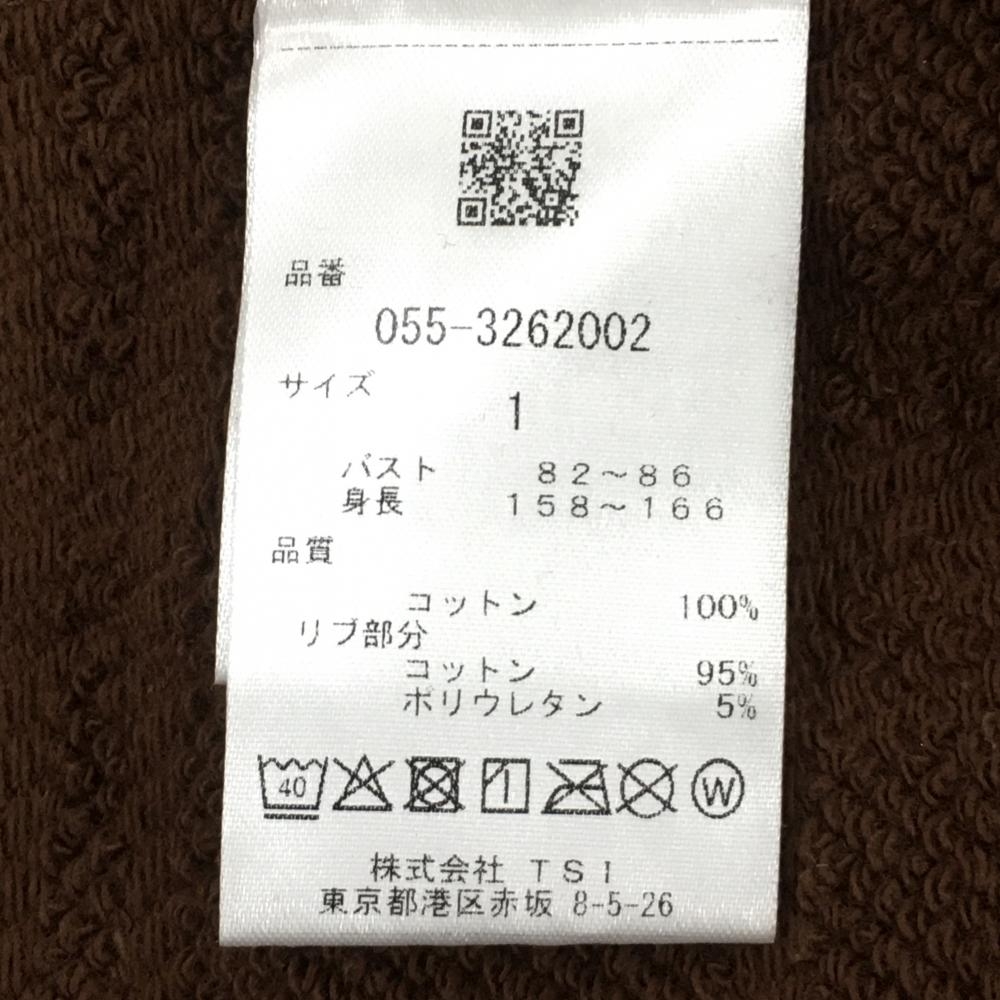 品番
055-3262002
サイズ
1
バスト 82～86
身長 158～166
品質
コットン 100%
リブ部分
コットン 95%
ポリウレタン 5%
40 W
株式会社 TSI
東京都港区赤坂 8-5-26